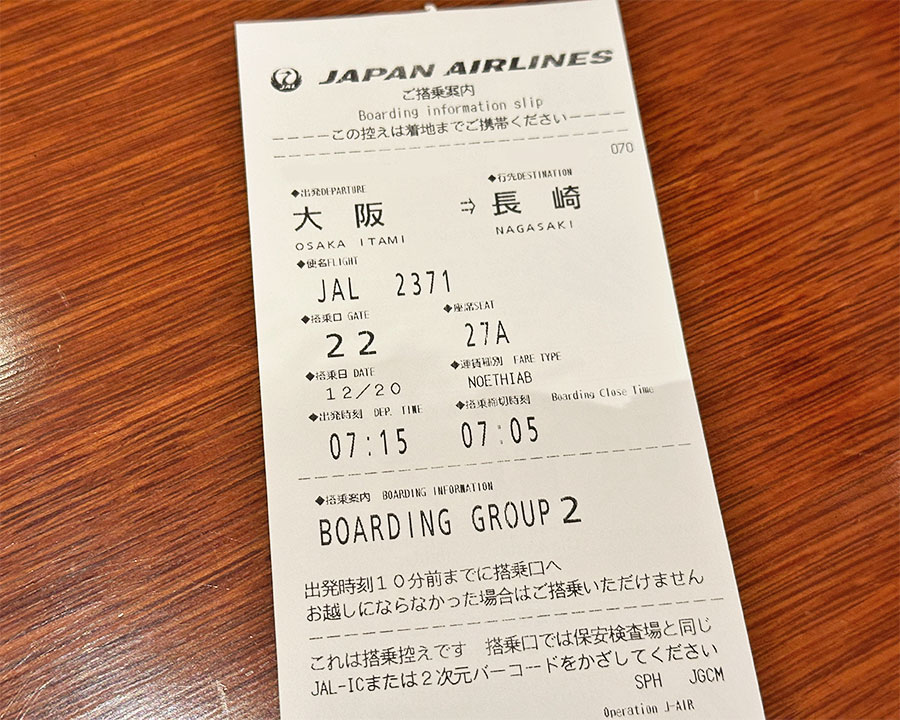 JAL JAPAN AIRLINES
ご搭乗案内
Boarding information slip
----この控えは着地までご携帯ください----
070
◆出発DEPARTURE ◆行先DESTINATION
大阪 ⇒ 長崎
OSAKA ITAMI NAGASAKI
◆便名FLIGHT
JAL 2371
◆搭乗口 GATE ◆座席SEAT
22 27A
◆搭乗日 DATE ◆運賃種別 FARE TYPE
12/20 NOETHIAB
◆出発時刻 DEP. TIME ◆搭乗締切時刻 Boarding Close Time
07:15 07:05
◆搭乗案内 BOARDING INFORMATION
BOARDING GROUP 2
出発時刻10分前までに搭乗口へ
お越しにならなかった場合はご搭乗いただけません
これは搭乗控えです 搭乗口では保安検査場と同じ
JAL-ICまたは2次元バーコードをかざしてください
SPH JGCM
Operation J-AIR